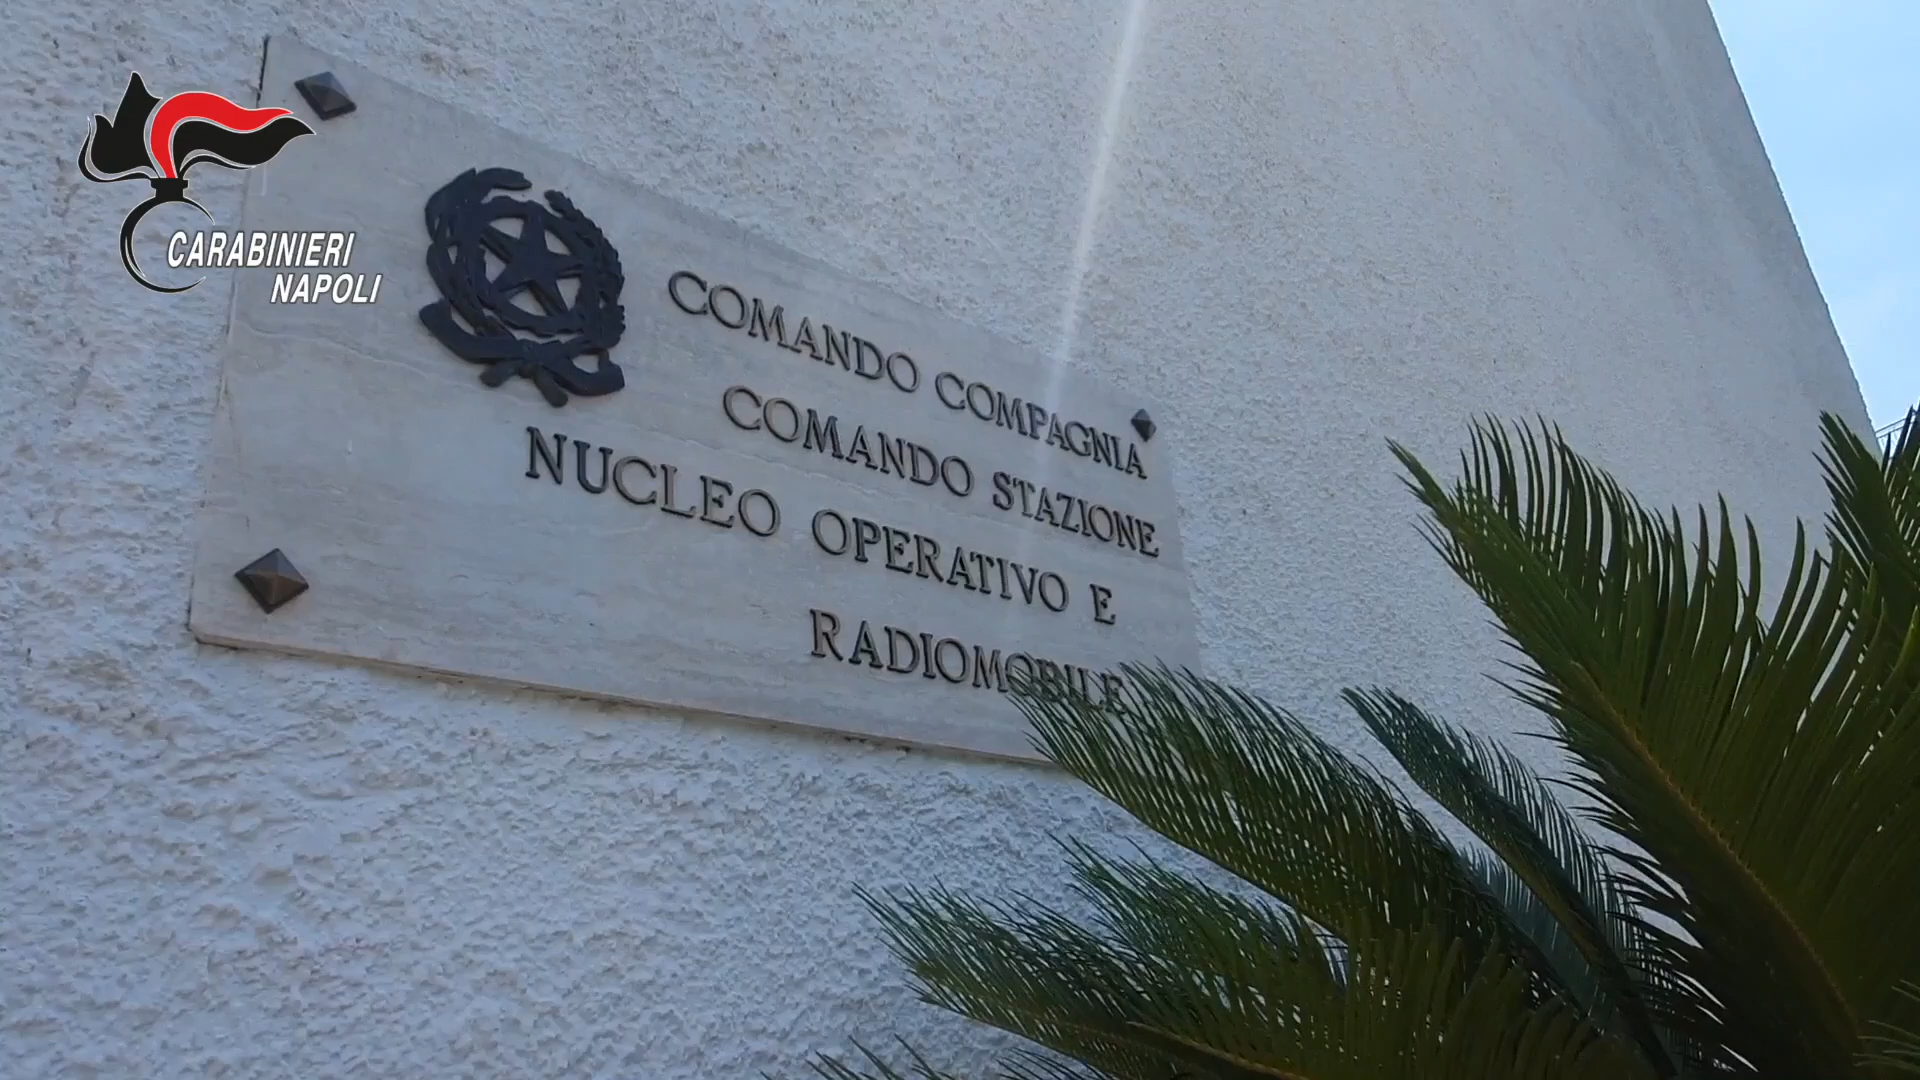 CARABINIERI
NAPOLI
COMANDO COMPAGNIA
COMANDO STAZIONE
NUCLEO OPERATIVO E
RADIOMOBILE